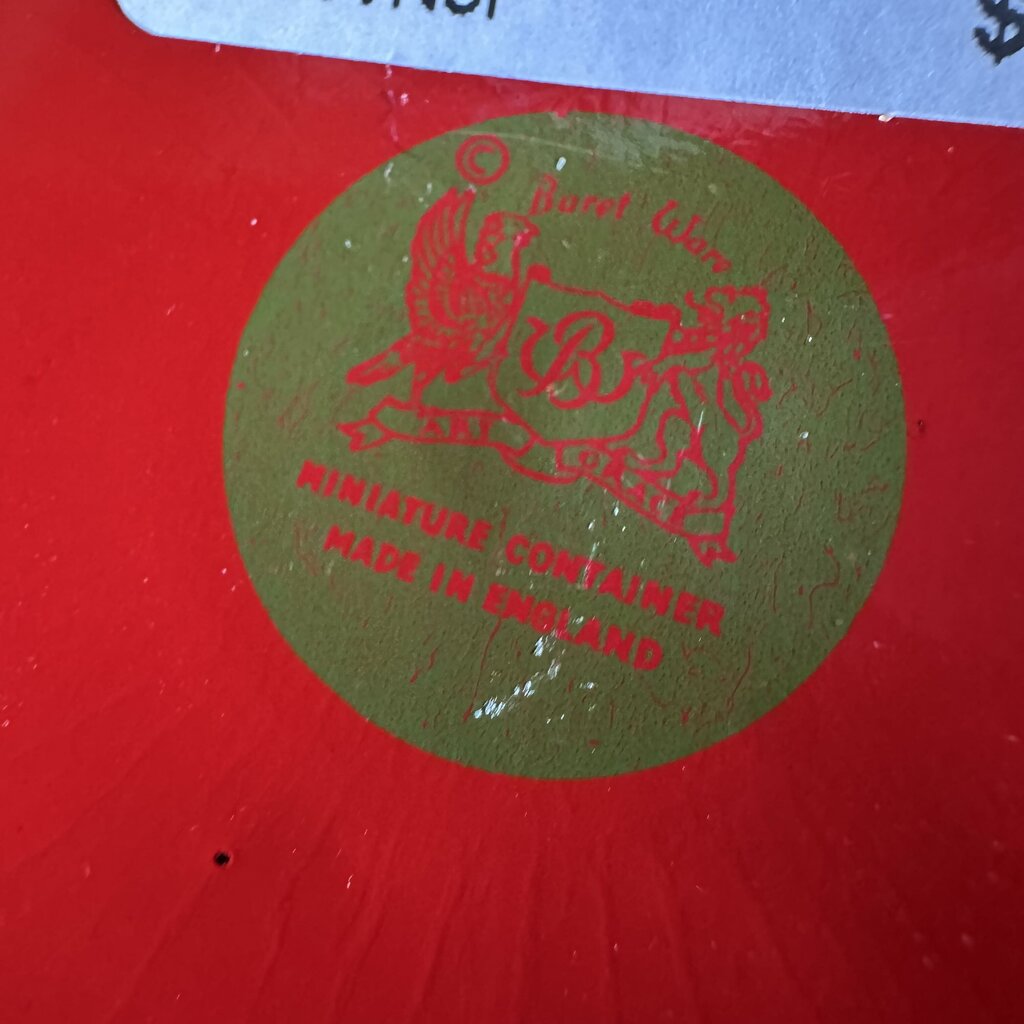 $
© Baret Ware
B
MINIATURE CONTAINER
MADE IN ENGLAND